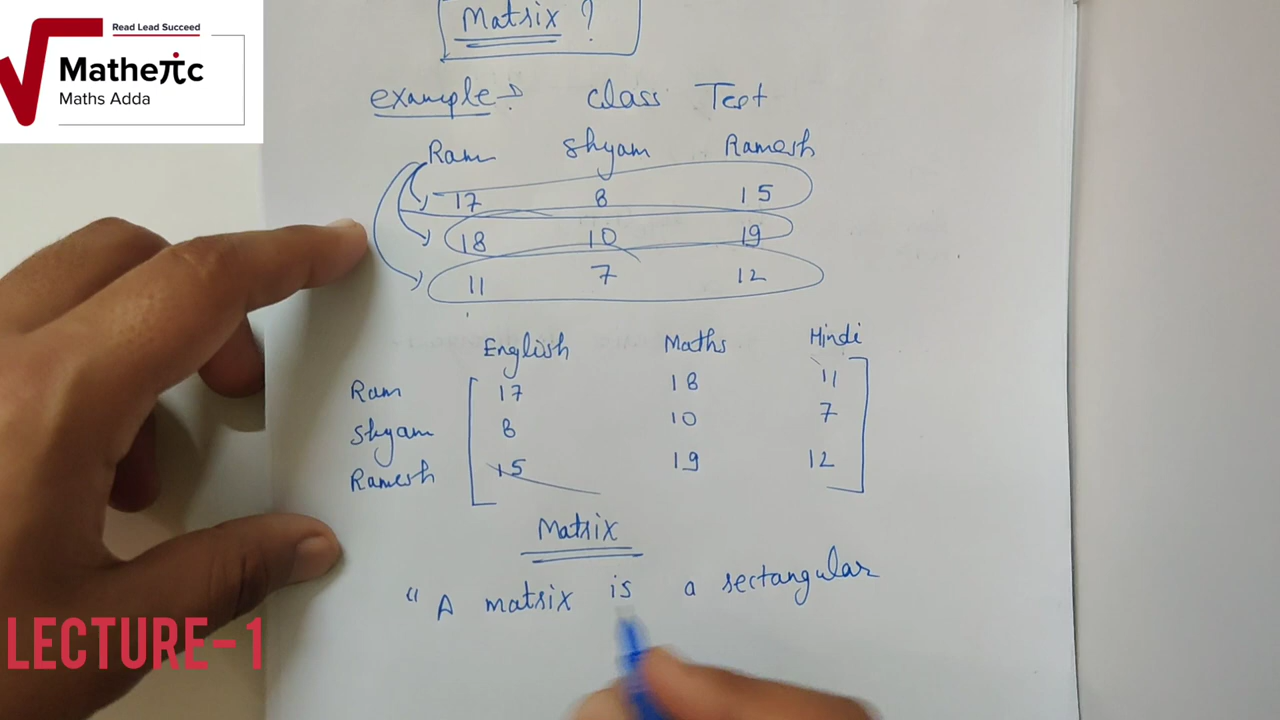 Read Lead Succeed
Matheπc
Maths Adda
Matrix ?
example → Class Test
Ram Shyam Ramesh
17 8 15
18 10 19
11 7 12
English Maths Hindi
Ram 17 18 11
Shyam 8 10 7
Ramesh 15 19 12
Matrix
“ A matrix is a rectangular
LECTURE-1